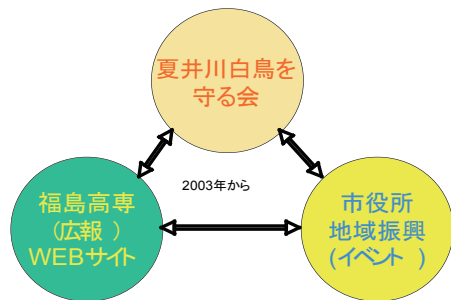 夏井川白鳥を
守る会
2003年から
福島高専
(広報)
WEBサイト
市役所
地域振興
(イベント)